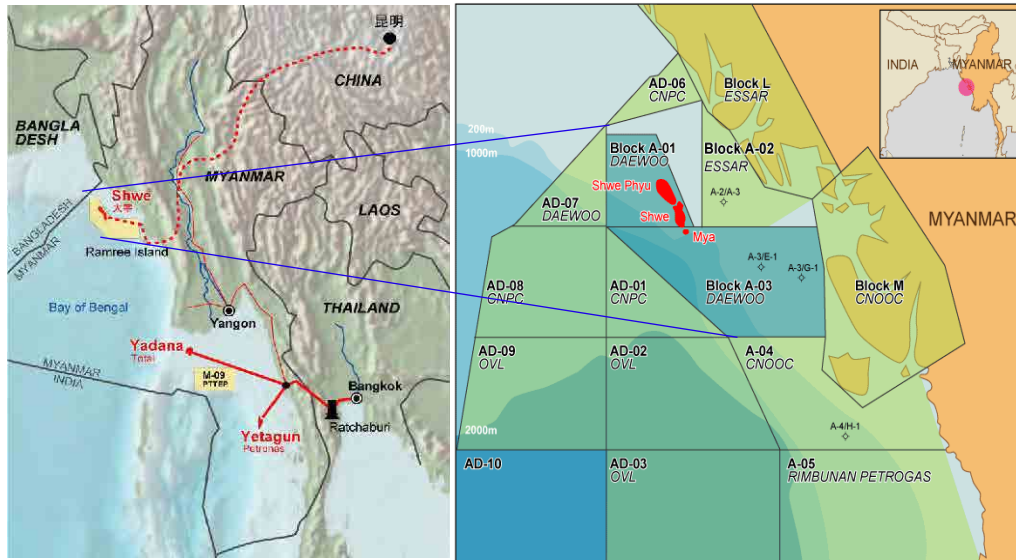 昆明
CHINA
BANGLA
DESH
MYANMAR
LAOS
Shwe
BANGLADESH
MYANMAR
Ramree Island
Bay of Bengal
THAILAND
Yangon
Yadana
Total
MYANMAR
INDIA
M-09
PTTEP
Bangkok
Ratchaburi
Yetagun
Petronas
INDIA
MYANMAR
AD-06
CNPC
Block L
ESSAR
200m
1000m
Block A-01
DAEWOO
Block A-02
ESSAR
Shwe Phyu
A-2/A-3
AD-07
DAEWOO
Shwe
Mya
MYANMAR
A-3/E-1
A-3/G-1
AD-08
CNPC
AD-01
CNPC
Block A-03
DAEWOO
Block M
CNOOC
AD-09
OVL
AD-02
OVL
A-04
CNOOC
2000m
A-4/H-1
AD-10
AD-03
OVL
A-05
RIMBUNAN PETROGAS